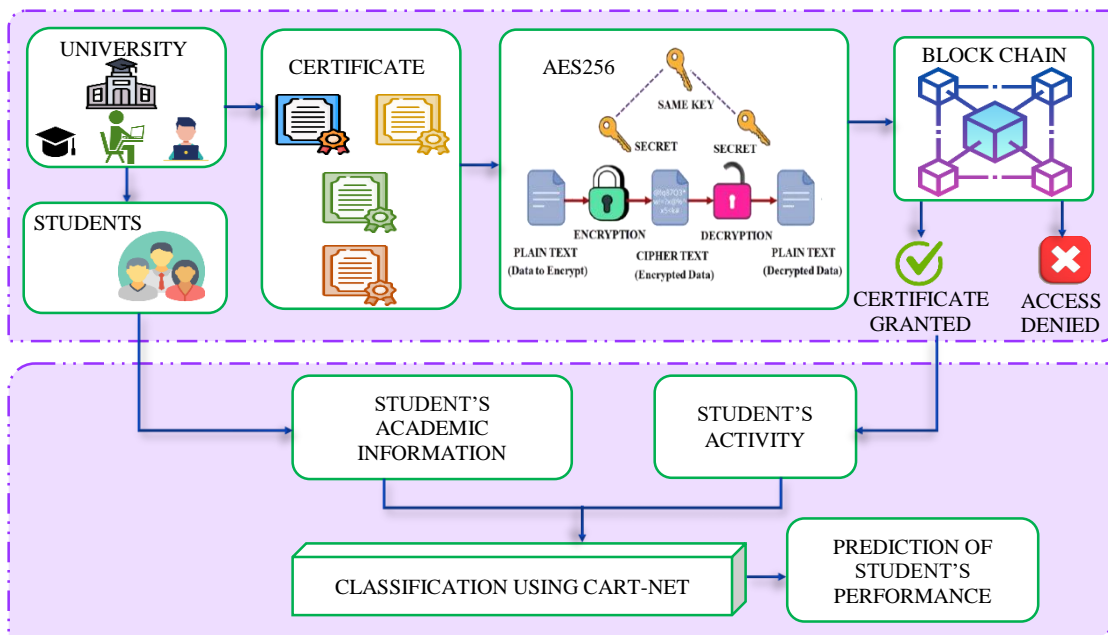 UNIVERSITY
STUDENTS
CERTIFICATE
AES256
SAME KEY
SECRET
SECRET
ENCRYPTION
DECRYPTION
PLAIN TEXT
(Data to Encrypt)
CIPHER TEXT
(Encrypted Data)
PLAIN TEXT
(Decrypted Data)
BLOCK CHAIN
CERTIFICATE
GRANTED
ACCESS
DENIED
STUDENT’S
ACADEMIC
INFORMATION
STUDENT’S
ACTIVITY
CLASSIFICATION USING CART-NET
PREDICTION OF
STUDENT’S
PERFORMANCE